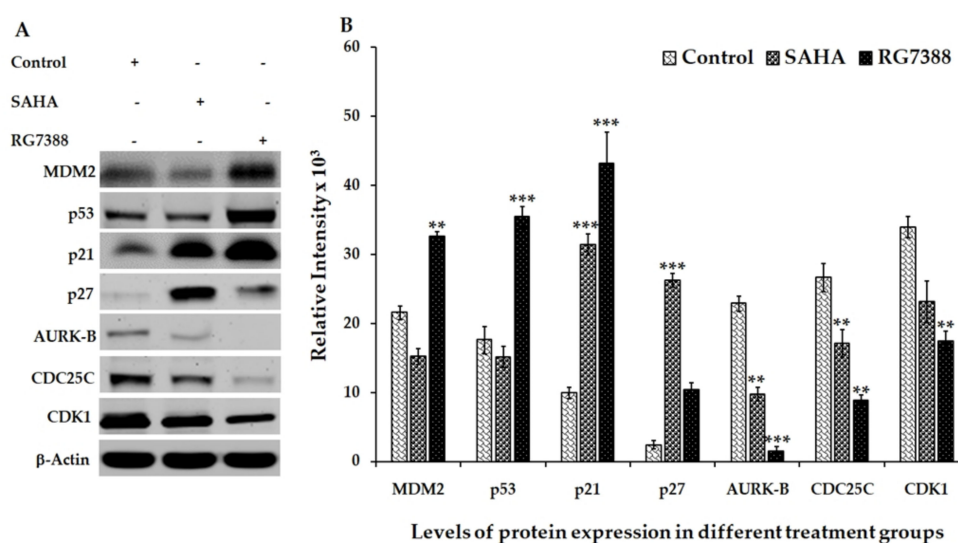 A
Control + - -
SAHA - + -
RG7388 - - +
MDM2
p53
p21
p27
AURK-B
CDC25C
CDK1
β-Actin
B
Control SAHA RG7388
Relative Intensity x 10³
60
50
40
30
20
10
0
**
***
***
***
***
**
***
**
**
**
MDM2 p53 p21 p27 AURK-B CDC25C CDK1
Levels of protein expression in different treatment groups